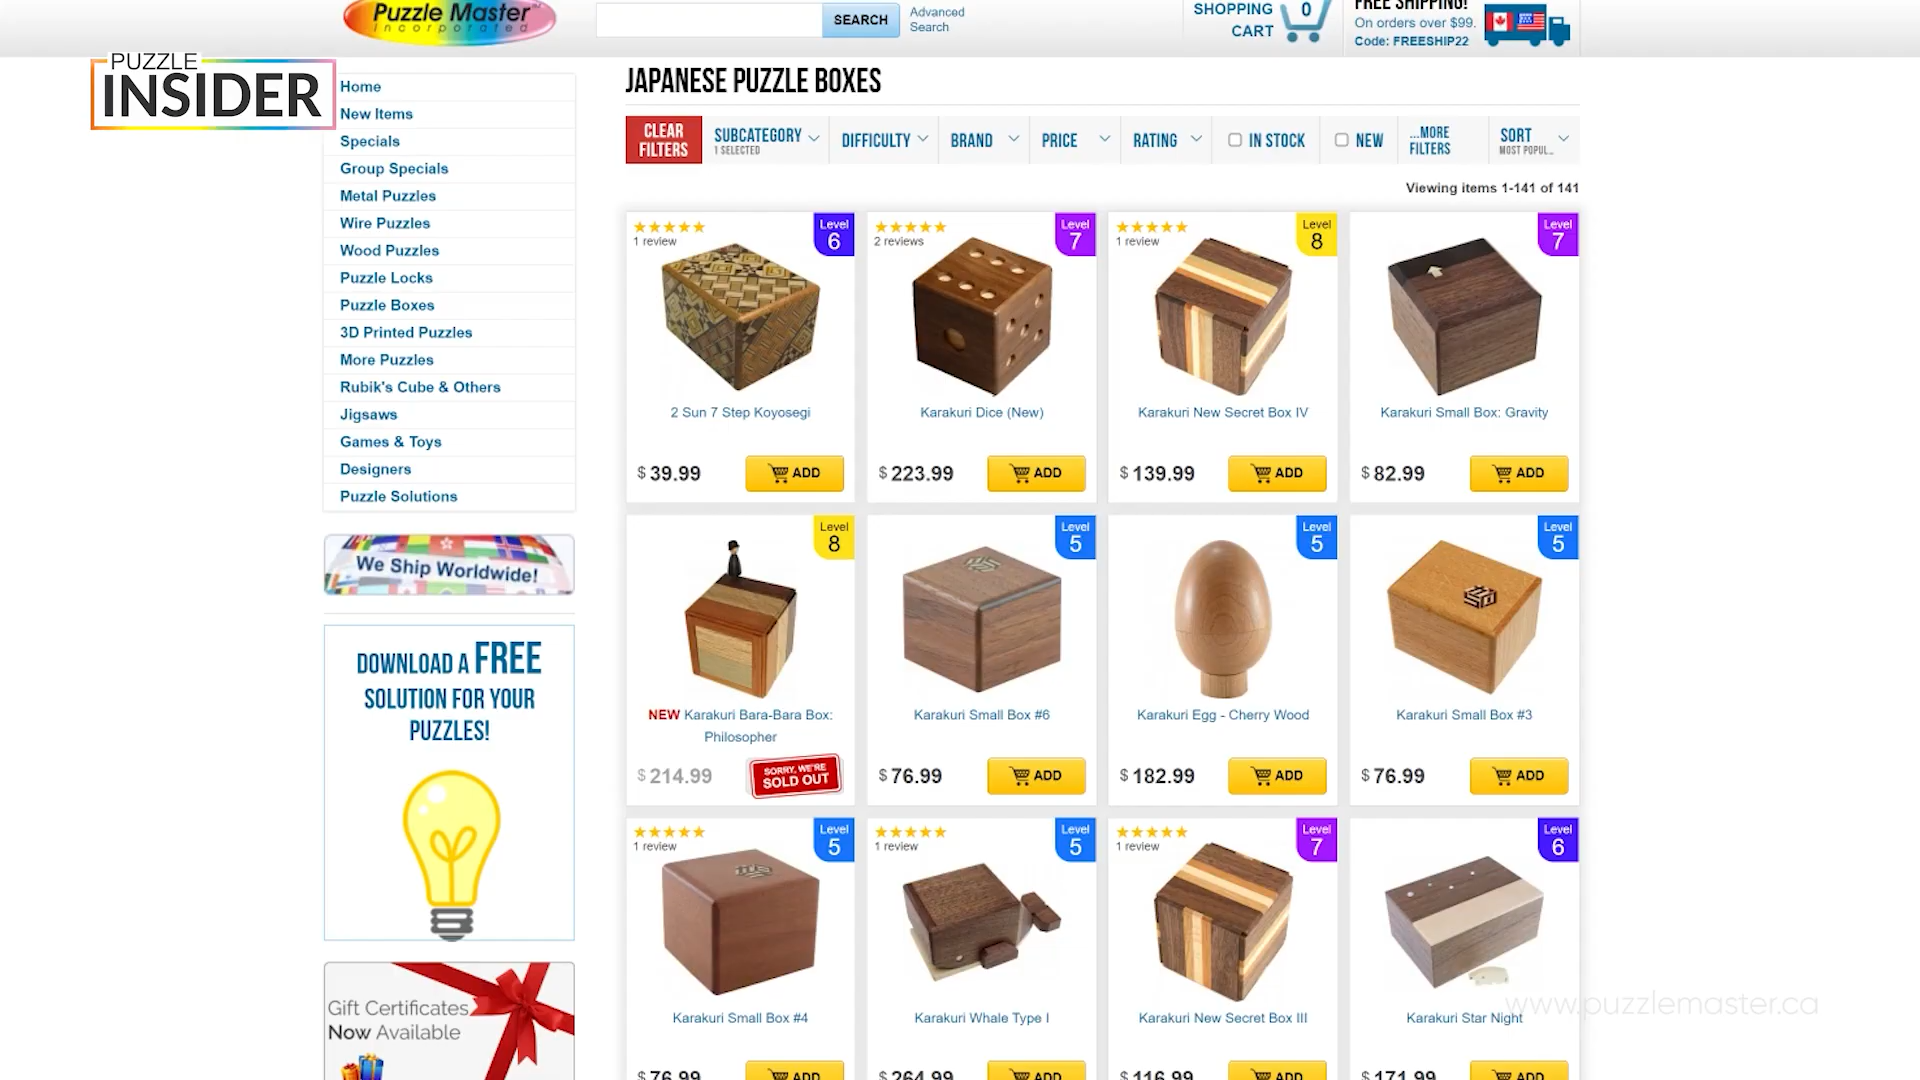 Puzzle Master
Incorporated
SEARCH
Advanced
Search
SHOPPING
CART
0
FREE SHIPPING!
On orders over $99.
Code: FREESHIP22
PUZZLE
INSIDER
Home
New Items
Specials
Group Specials
Metal Puzzles
Wire Puzzles
Wood Puzzles
Puzzle Locks
Puzzle Boxes
3D Printed Puzzles
More Puzzles
Rubik's Cube & Others
Jigsaws
Games & Toys
Designers
Puzzle Solutions
We Ship Worldwide!
DOWNLOAD A FREE
SOLUTION FOR YOUR
PUZZLES!
Gift Certificates
Now Available
JAPANESE PUZZLE BOXES
CLEAR
FILTERS
SUBCATEGORY
1 SELECTED
DIFFICULTY
BRAND
PRICE
RATING
IN STOCK
NEW
...MORE
FILTERS
SORT
MOST POPUL...
Viewing items 1-141 of 141
1 review
Level
6
2 Sun 7 Step Koyosegi
$ 39.99
ADD
2 reviews
Level
7
Karakuri Dice (New)
$ 223.99
ADD
1 review
Level
8
Karakuri New Secret Box IV
$ 139.99
ADD
Level
7
Karakuri Small Box: Gravity
$ 82.99
ADD
Level
8
NEW Karakuri Bara-Bara Box:
Philosopher
$ 214.99
SORRY, WE'RE
SOLD OUT
Level
5
Karakuri Small Box #6
$ 76.99
ADD
Level
5
Karakuri Egg - Cherry Wood
$ 182.99
ADD
Level
5
Karakuri Small Box #3
$ 76.99
ADD
1 review
Level
5
Karakuri Small Box #4
$ 76.99
ADD
1 review
Level
5
Karakuri Whale Type I
$ 264.99
ADD
1 review
Level
7
Karakuri New Secret Box III
$ 116.99
ADD
Level
6
Karakuri Star Night
$ 171.99
ADD
www.puzzlemaster.ca